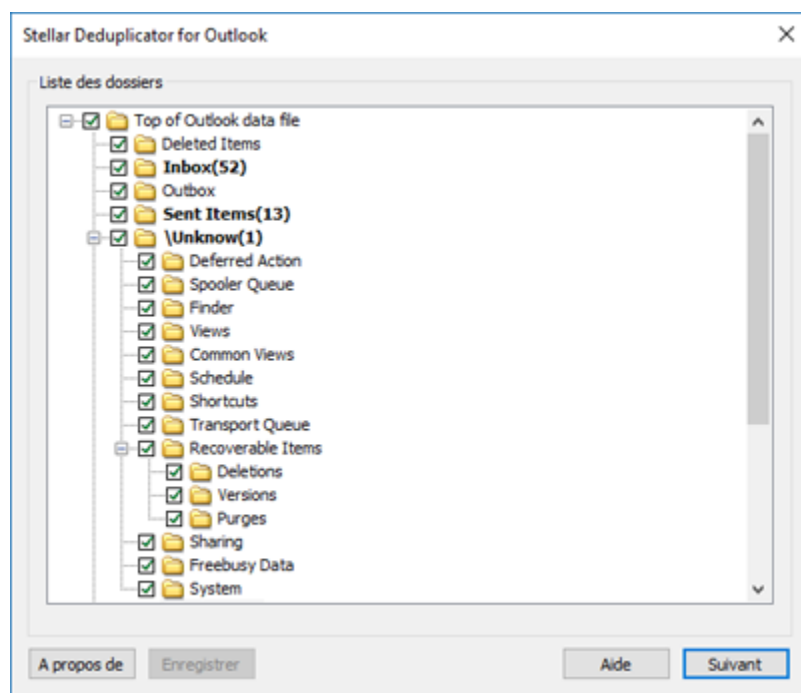 Stellar Deduplicator for Outlook
Liste des dossiers
Top of Outlook data file
Deleted Items
Inbox(52)
Outbox
Sent Items(13)
\Unknow(1)
Deferred Action
Spooler Queue
Finder
Views
Common Views
Schedule
Shortcuts
Transport Queue
Recoverable Items
Deletions
Versions
Purges
Sharing
Freebusy Data
System
A propos de Enregistrer Aide Suivant